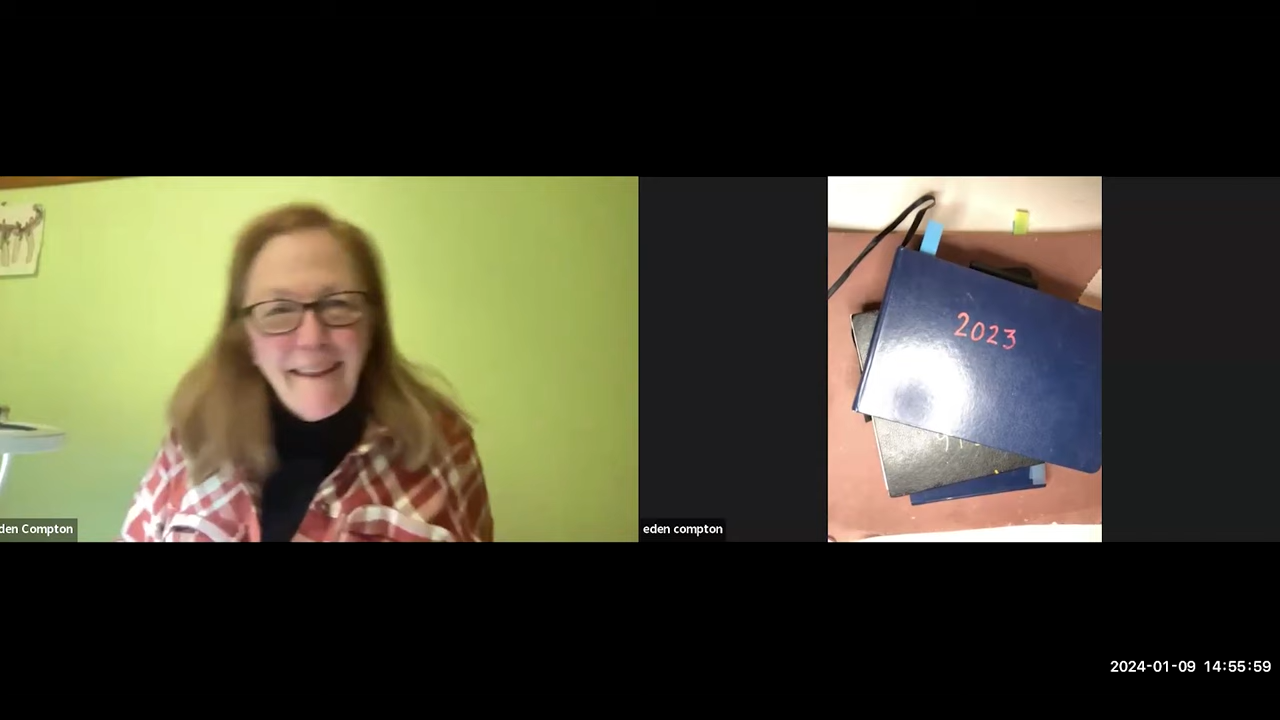 den Compton
eden compton
2023
2024-01-09 14:55:59